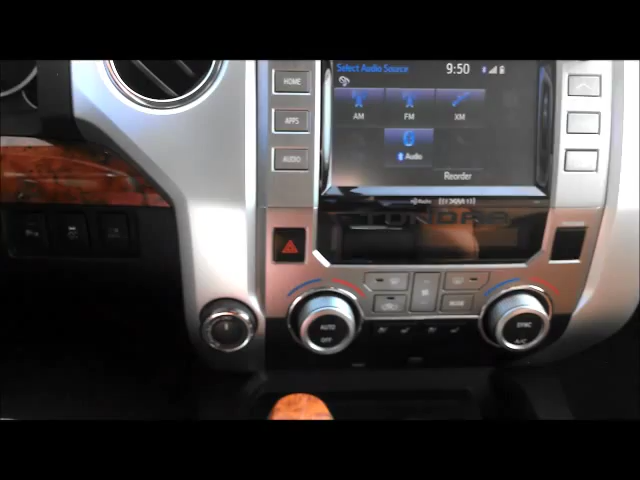 Select Audio Source 9:50
HOME
AM FM XM
APPS
Audio
AUDIO
Reorder
TUNDRA
AUTO
OFF
MODE
SYNC
A/C